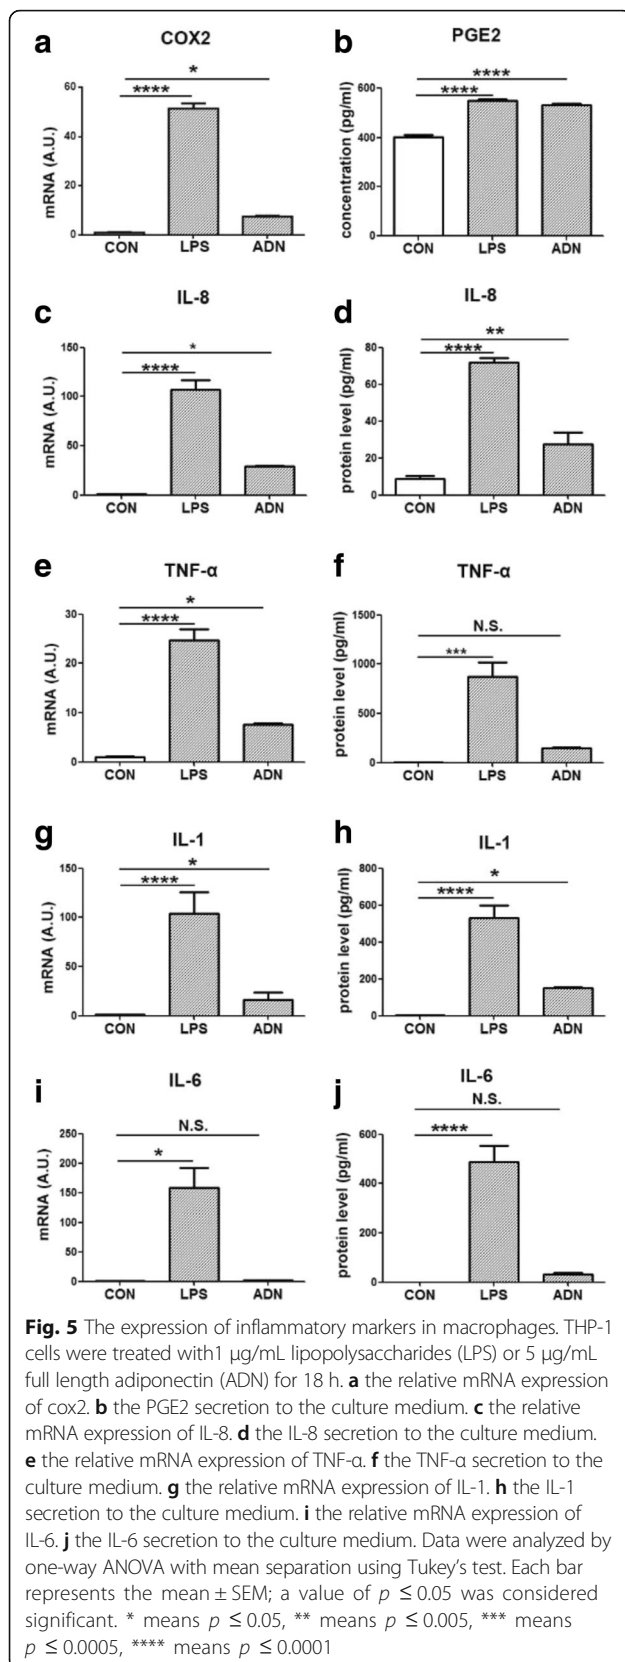 a
COX2
mRNA (A.U.)
60
40
20
0
*
****
CON LPS ADN
b
PGE2
concentration (pg/ml)
600
400
200
0
****
****
CON LPS ADN
c
IL-8
mRNA (A.U.)
150
100
50
0
*
****
CON LPS ADN
d
IL-8
protein level (pg/ml)
80
60
40
20
0
**
****
CON LPS ADN
e
TNF-α
mRNA (A.U.)
30
20
10
0
*
****
CON LPS ADN
f
TNF-α
protein level (pg/ml)
1500
1000
500
0
N.S.
***
CON LPS ADN
g
IL-1
mRNA (A.U.)
150
100
50
0
*
****
CON LPS ADN
h
IL-1
protein level (pg/ml)
800
600
400
200
0
*
****
CON LPS ADN
i
IL-6
mRNA (A.U.)
250
200
150
100
50
0
N.S.
*
CON LPS ADN
j
IL-6
protein level (pg/ml)
600
400
200
0
N.S.
****
CON LPS ADN
Fig. 5 The expression of inflammatory markers in macrophages. THP-1
cells were treated with1 μg/mL lipopolysaccharides (LPS) or 5 μg/mL
full length adiponectin (ADN) for 18 h. a the relative mRNA expression
of cox2. b the PGE2 secretion to the culture medium. c the relative
mRNA expression of IL-8. d the IL-8 secretion to the culture medium.
e the relative mRNA expression of TNF-α. f the TNF-α secretion to the
culture medium. g the relative mRNA expression of IL-1. h the IL-1
secretion to the culture medium. i the relative mRNA expression of
IL-6. j the IL-6 secretion to the culture medium. Data were analyzed by
one-way ANOVA with mean separation using Tukey's test. Each bar
represents the mean ± SEM; a value of p ≤ 0.05 was considered
significant. * means p ≤ 0.05, ** means p ≤ 0.005, *** means
p ≤ 0.0005, **** means p ≤ 0.0001